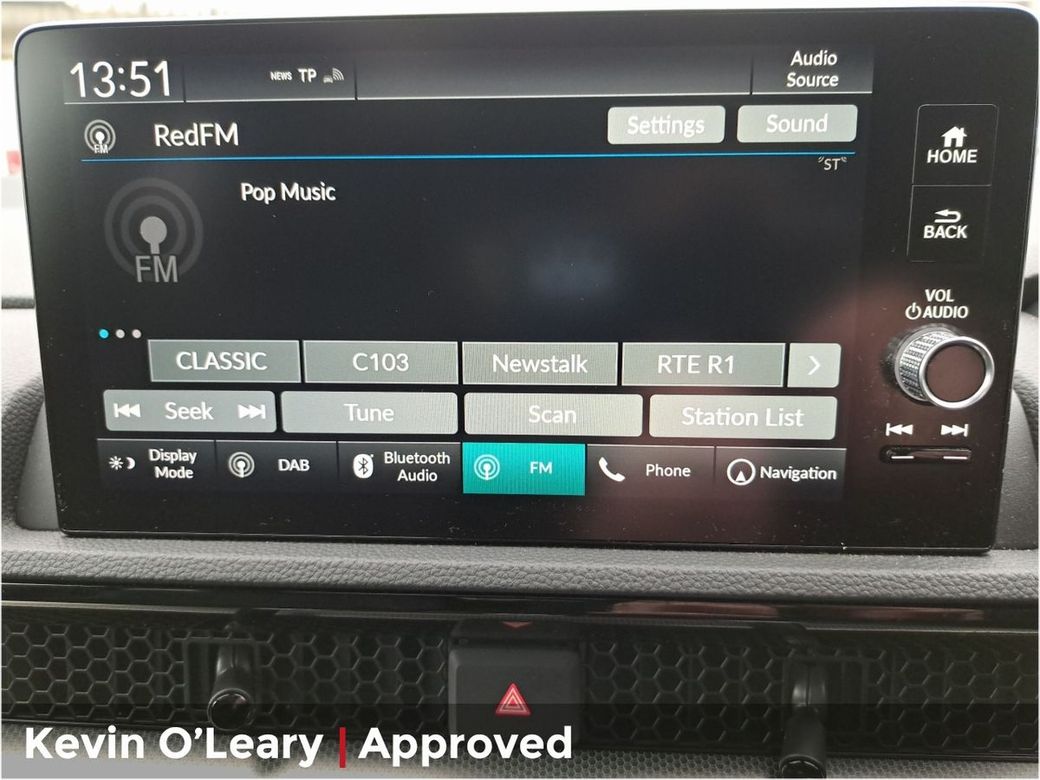 13:51
NEWS TP
Audio
Source
FM
RedFM
Settings
Sound
"ST"
HOME
Pop Music
BACK
FM
VOL
AUDIO
CLASSIC
C103
Newstalk
RTE R1
>
Seek
Tune
Scan
Station List
Display
Mode
DAB
Bluetooth
Audio
FM
Phone
Navigation
Kevin O'Leary | Approved